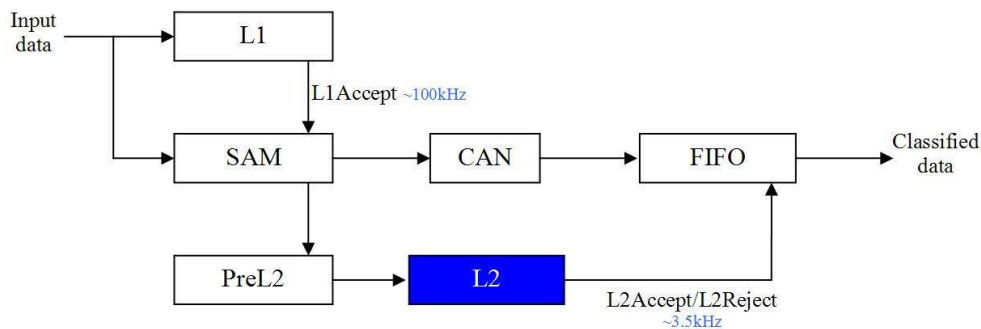 Input
data
L1
L1Accept ~100kHz
SAM
CAN
FIFO
Classified
data
PreL2
L2
L2Accept/L2Reject
~3.5kHz